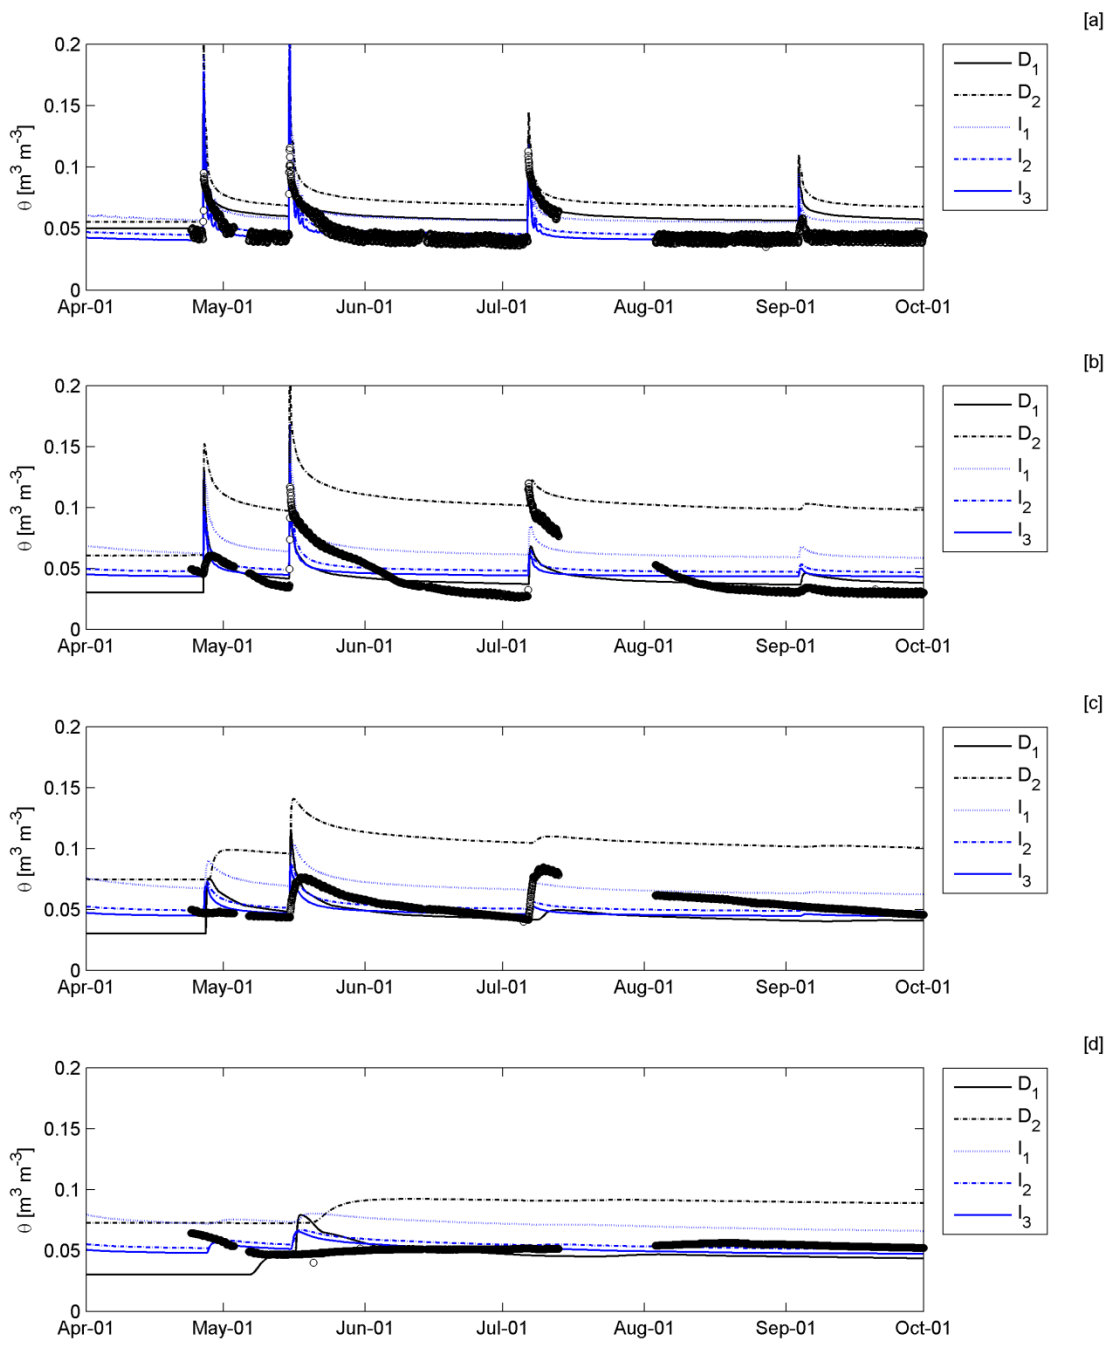 [a]
0.2
0.15
0.1
0.05
0
θ [m³ m⁻³]
Apr-01 May-01 Jun-01 Jul-01 Aug-01 Sep-01 Oct-01
D₁
D₂
I₁
I₂
I₃
[b]
0.2
0.15
0.1
0.05
0
θ [m³ m⁻³]
Apr-01 May-01 Jun-01 Jul-01 Aug-01 Sep-01 Oct-01
D₁
D₂
I₁
I₂
I₃
[c]
0.2
0.15
0.1
0.05
0
θ [m³ m⁻³]
Apr-01 May-01 Jun-01 Jul-01 Aug-01 Sep-01 Oct-01
D₁
D₂
I₁
I₂
I₃
[d]
0.2
0.15
0.1
0.05
0
θ [m³ m⁻³]
Apr-01 May-01 Jun-01 Jul-01 Aug-01 Sep-01 Oct-01
D₁
D₂
I₁
I₂
I₃